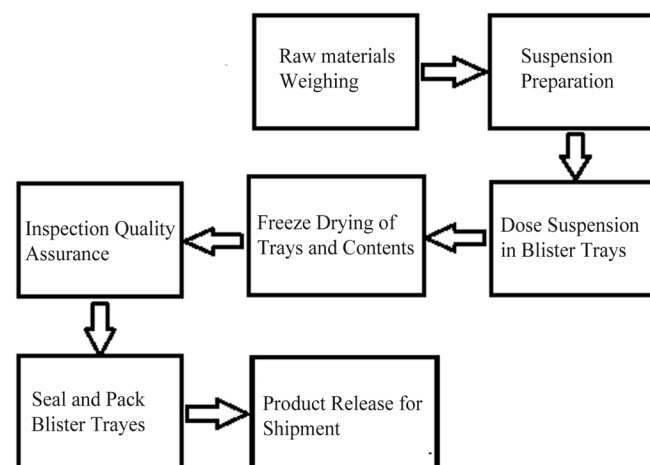 Raw materials
Weighing
Suspension
Preparation
Dose Suspension
in Blister Trays
Freeze Drying of
Trays and Contents
Inspection Quality
Assurance
Seal and Pack
Blister Trayes
Product Release for
Shipment